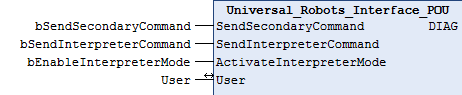 Universal_Robots_Interface_POU
bSendSecondaryCommand SendSecondaryCommand DIAG
bSendInterpreterCommand SendInterpreterCommand
bEnableInterpreterMode ActivateInterpreterMode
User User